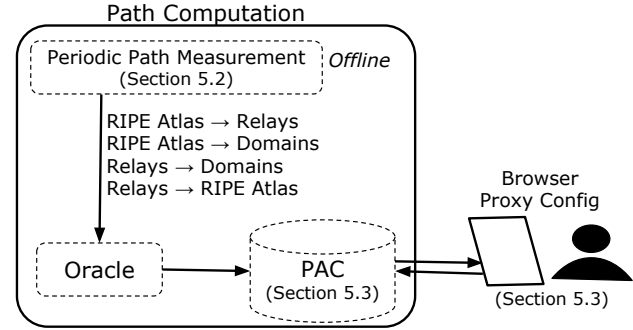 Path Computation
Periodic Path Measurement
(Section 5.2)
Offline
RIPE Atlas → Relays
RIPE Atlas → Domains
Relays → Domains
Relays → RIPE Atlas
Browser
Proxy Config
Oracle
PAC
(Section 5.3)
(Section 5.3)